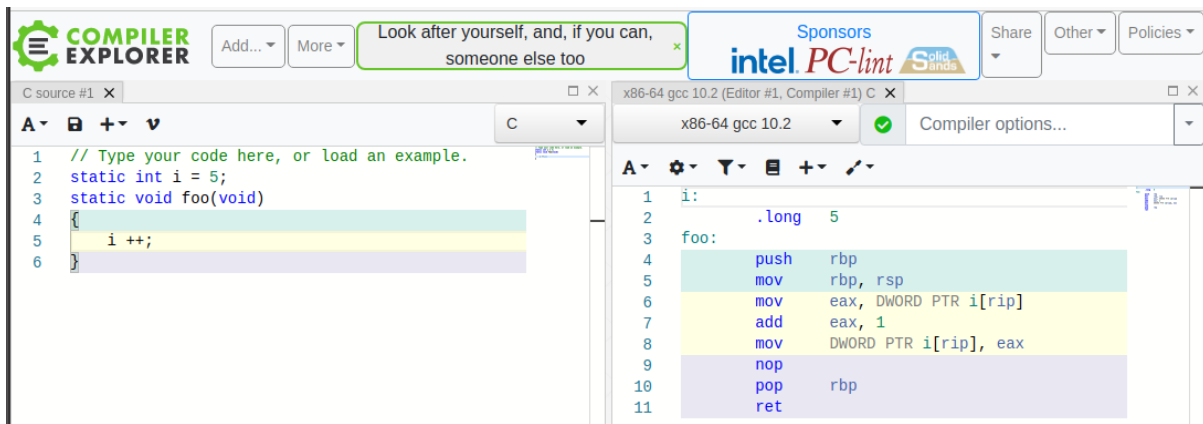 COMPILER
EXPLORER
Add...
More
Look after yourself, and, if you can,
someone else too
×
Sponsors
intel. PC-lint Solid Sands
Share
Other
Policies
C source #1 X
A
C
1 // Type your code here, or load an example.
2 static int i = 5;
3 static void foo(void)
4 {
5 i ++;
6 }
x86-64 gcc 10.2 (Editor #1, Compiler #1) C X
x86-64 gcc 10.2
Compiler options...
A
1 i:
2 .long 5
3 foo:
4 push rbp
5 mov rbp, rsp
6 mov eax, DWORD PTR i[rip]
7 add eax, 1
8 mov DWORD PTR i[rip], eax
9 nop
10 pop rbp
11 ret